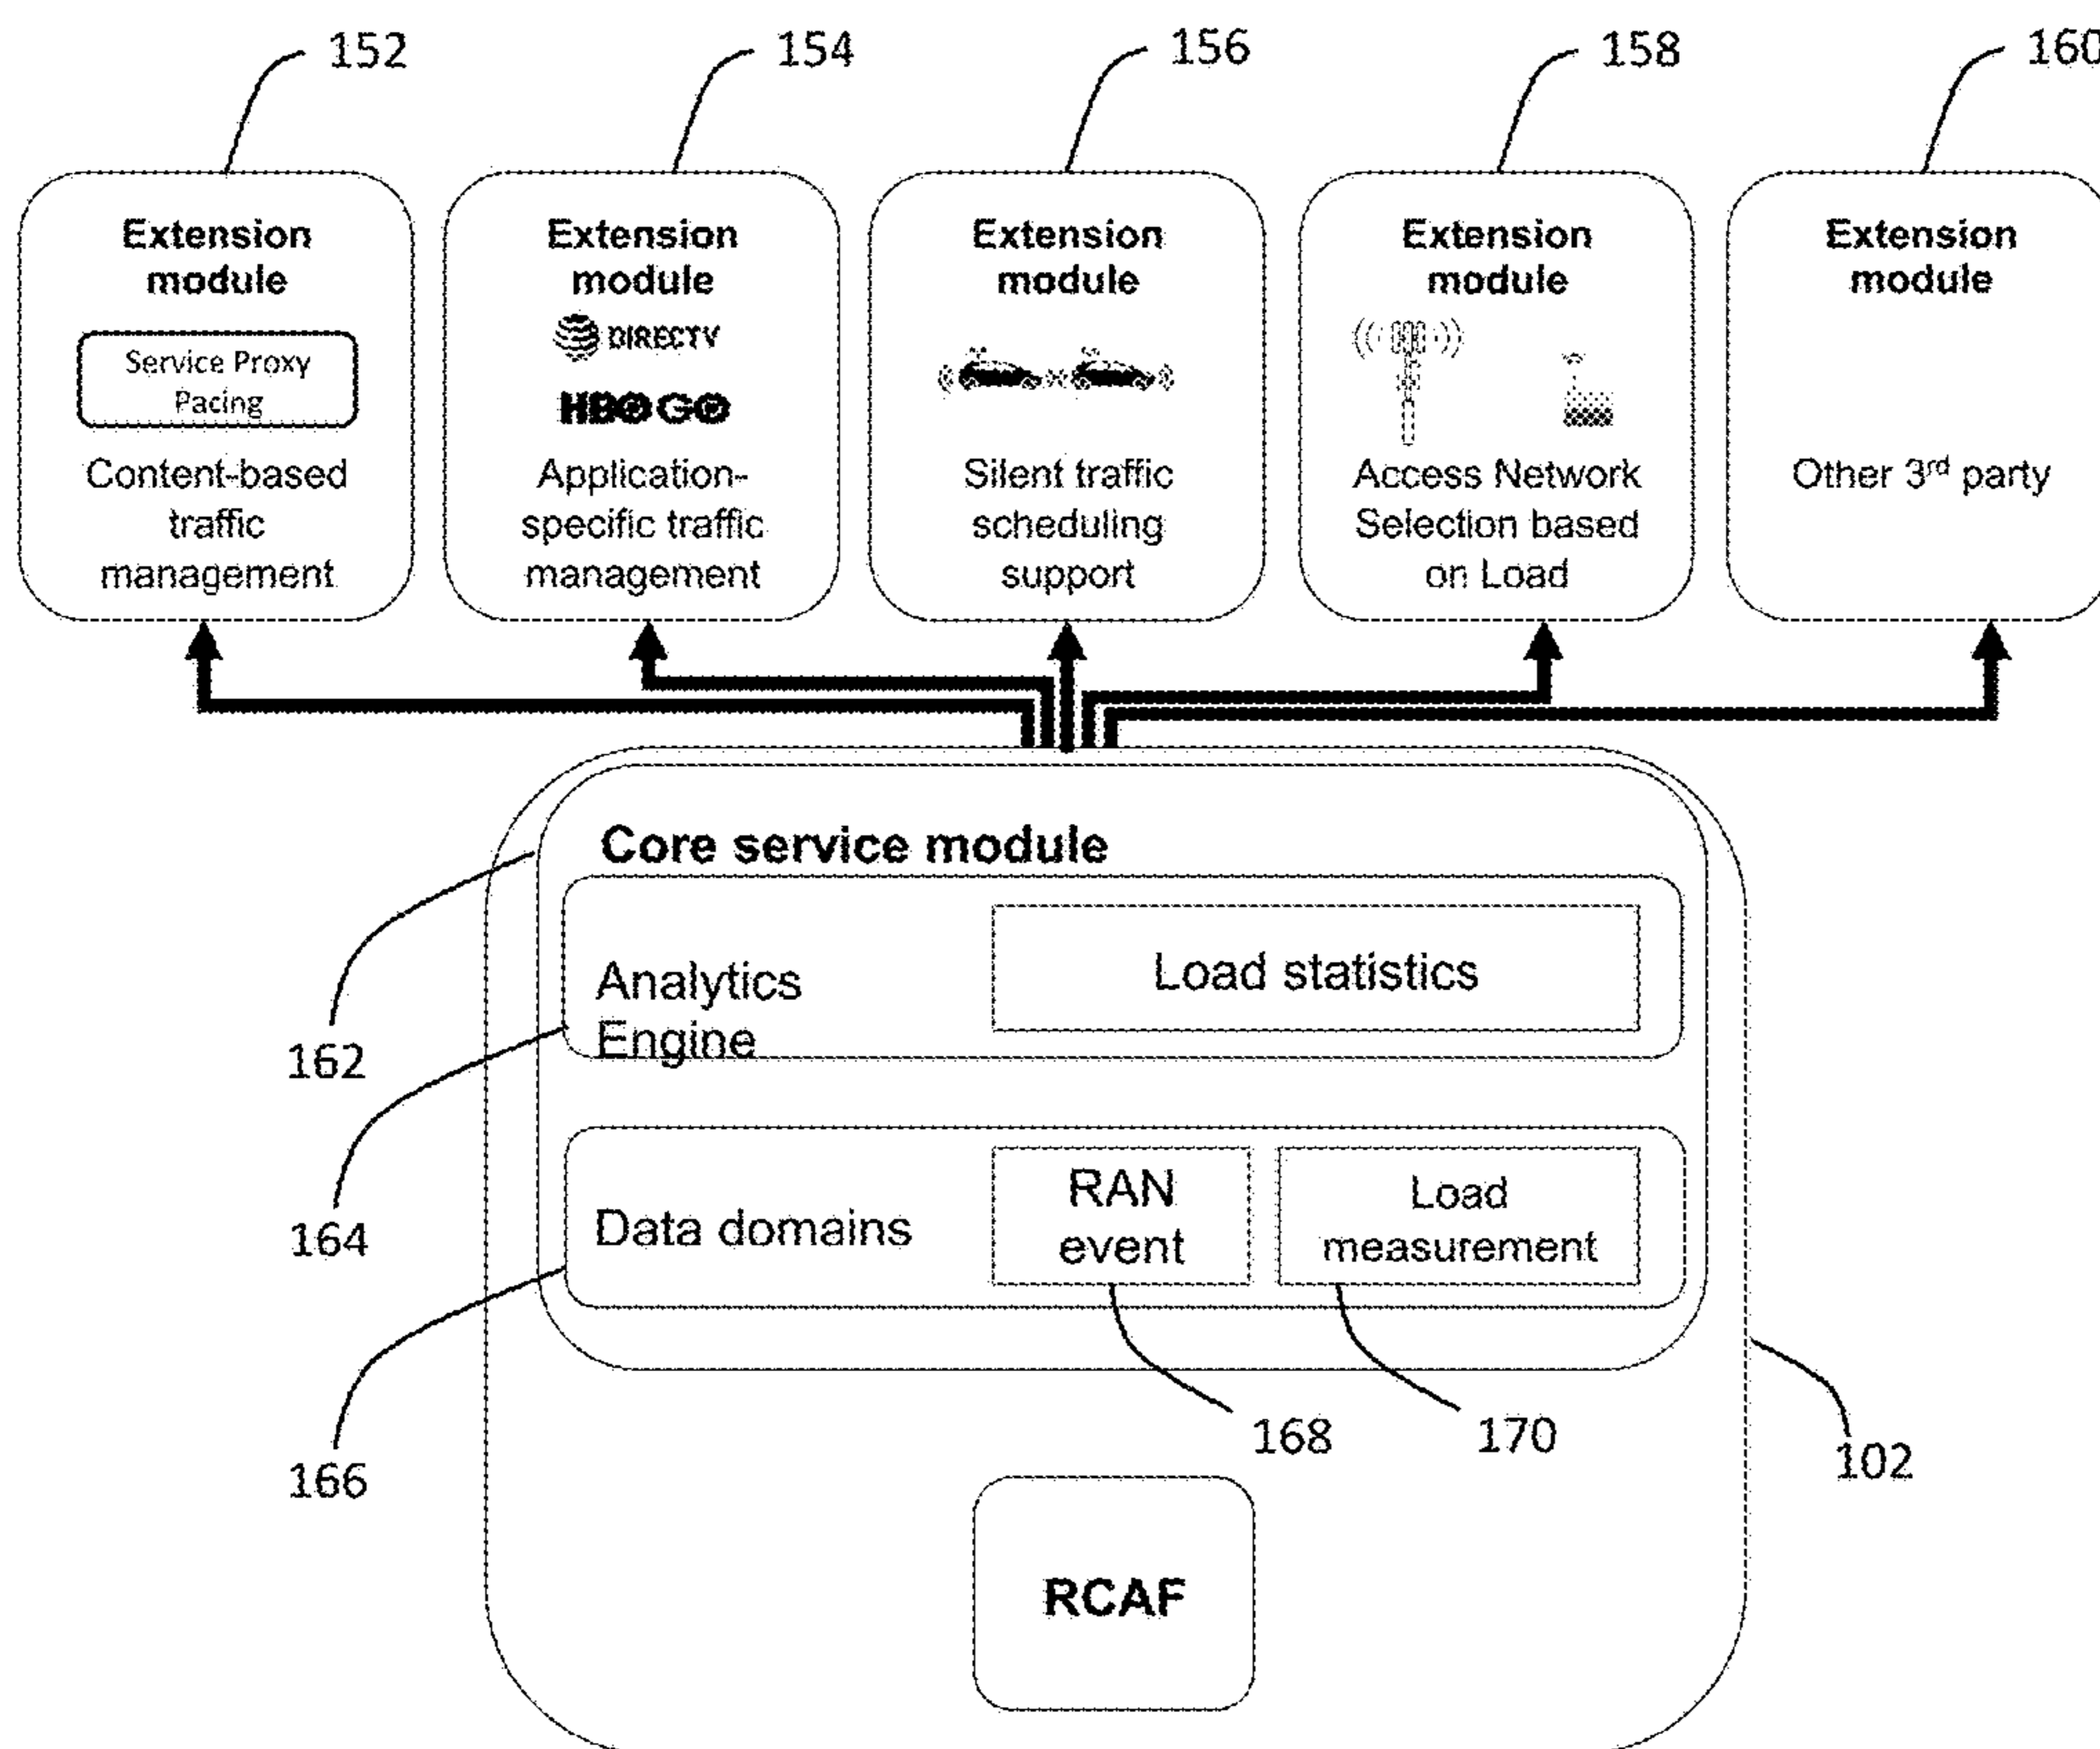 152
154
156
158
160
Extension
module
Service Proxy
Pacing
Content-based
traffic
management
Extension
module
DIRECTV
HBO GO
Application-
specific traffic
management
Extension
module
Silent traffic
scheduling
support
Extension
module
Access Network
Selection based
on Load
Extension
module
Other 3rd party
Core service module
Analytics
Engine
Load statistics
Data domains
RAN
event
Load
measurement
162
164
166
168
170
102
RCAF